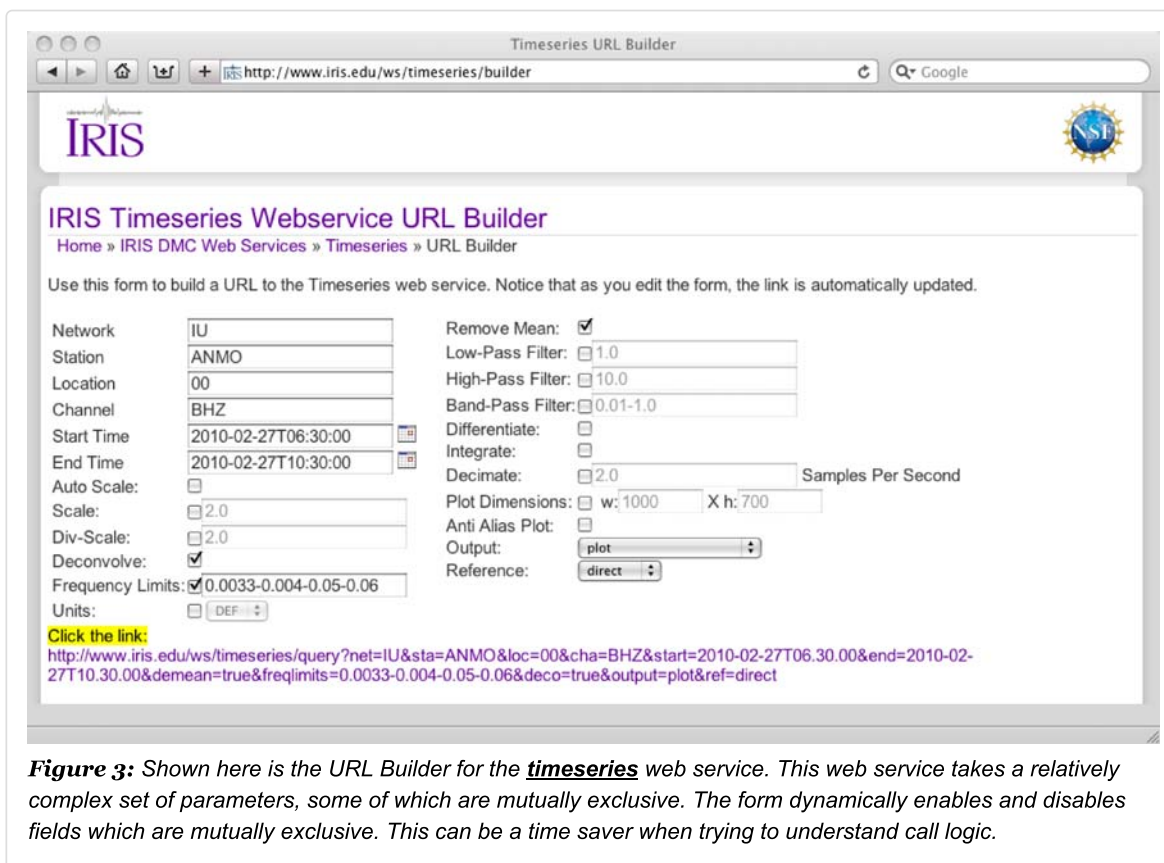 Timeseries URL Builder
http://www.iris.edu/ws/timeseries/builder
Google
IRIS
NSF
IRIS Timeseries Webservice URL Builder
Home » IRIS DMC Web Services » Timeseries » URL Builder
Use this form to build a URL to the Timeseries web service. Notice that as you edit the form, the link is automatically updated.
Network IU
Station ANMO
Location 00
Channel BHZ
Start Time 2010-02-27T06:30:00
End Time 2010-02-27T10:30:00
Auto Scale:
Scale: 2.0
Div-Scale: 2.0
Deconvolve:
Frequency Limits: 0.0033-0.004-0.05-0.06
Units: DEF
Remove Mean:
Low-Pass Filter: 1.0
High-Pass Filter: 10.0
Band-Pass Filter: 0.01-1.0
Differentiate:
Integrate:
Decimate: 2.0 Samples Per Second
Plot Dimensions: w: 1000 X h: 700
Anti Alias Plot:
Output: plot
Reference: direct
Click the link:
http://www.iris.edu/ws/timeseries/query?net=IU&sta=ANMO&loc=00&cha=BHZ&start=2010-02-27T06.30.00&end=2010-02-
27T10.30.00&demean=true&freqlimits=0.0033-0.004-0.05-0.06&deco=true&output=plot&ref=direct
Figure 3: Shown here is the URL Builder for the timeseries web service. This web service takes a relatively
complex set of parameters, some of which are mutually exclusive. The form dynamically enables and disables
fields which are mutually exclusive. This can be a time saver when trying to understand call logic.